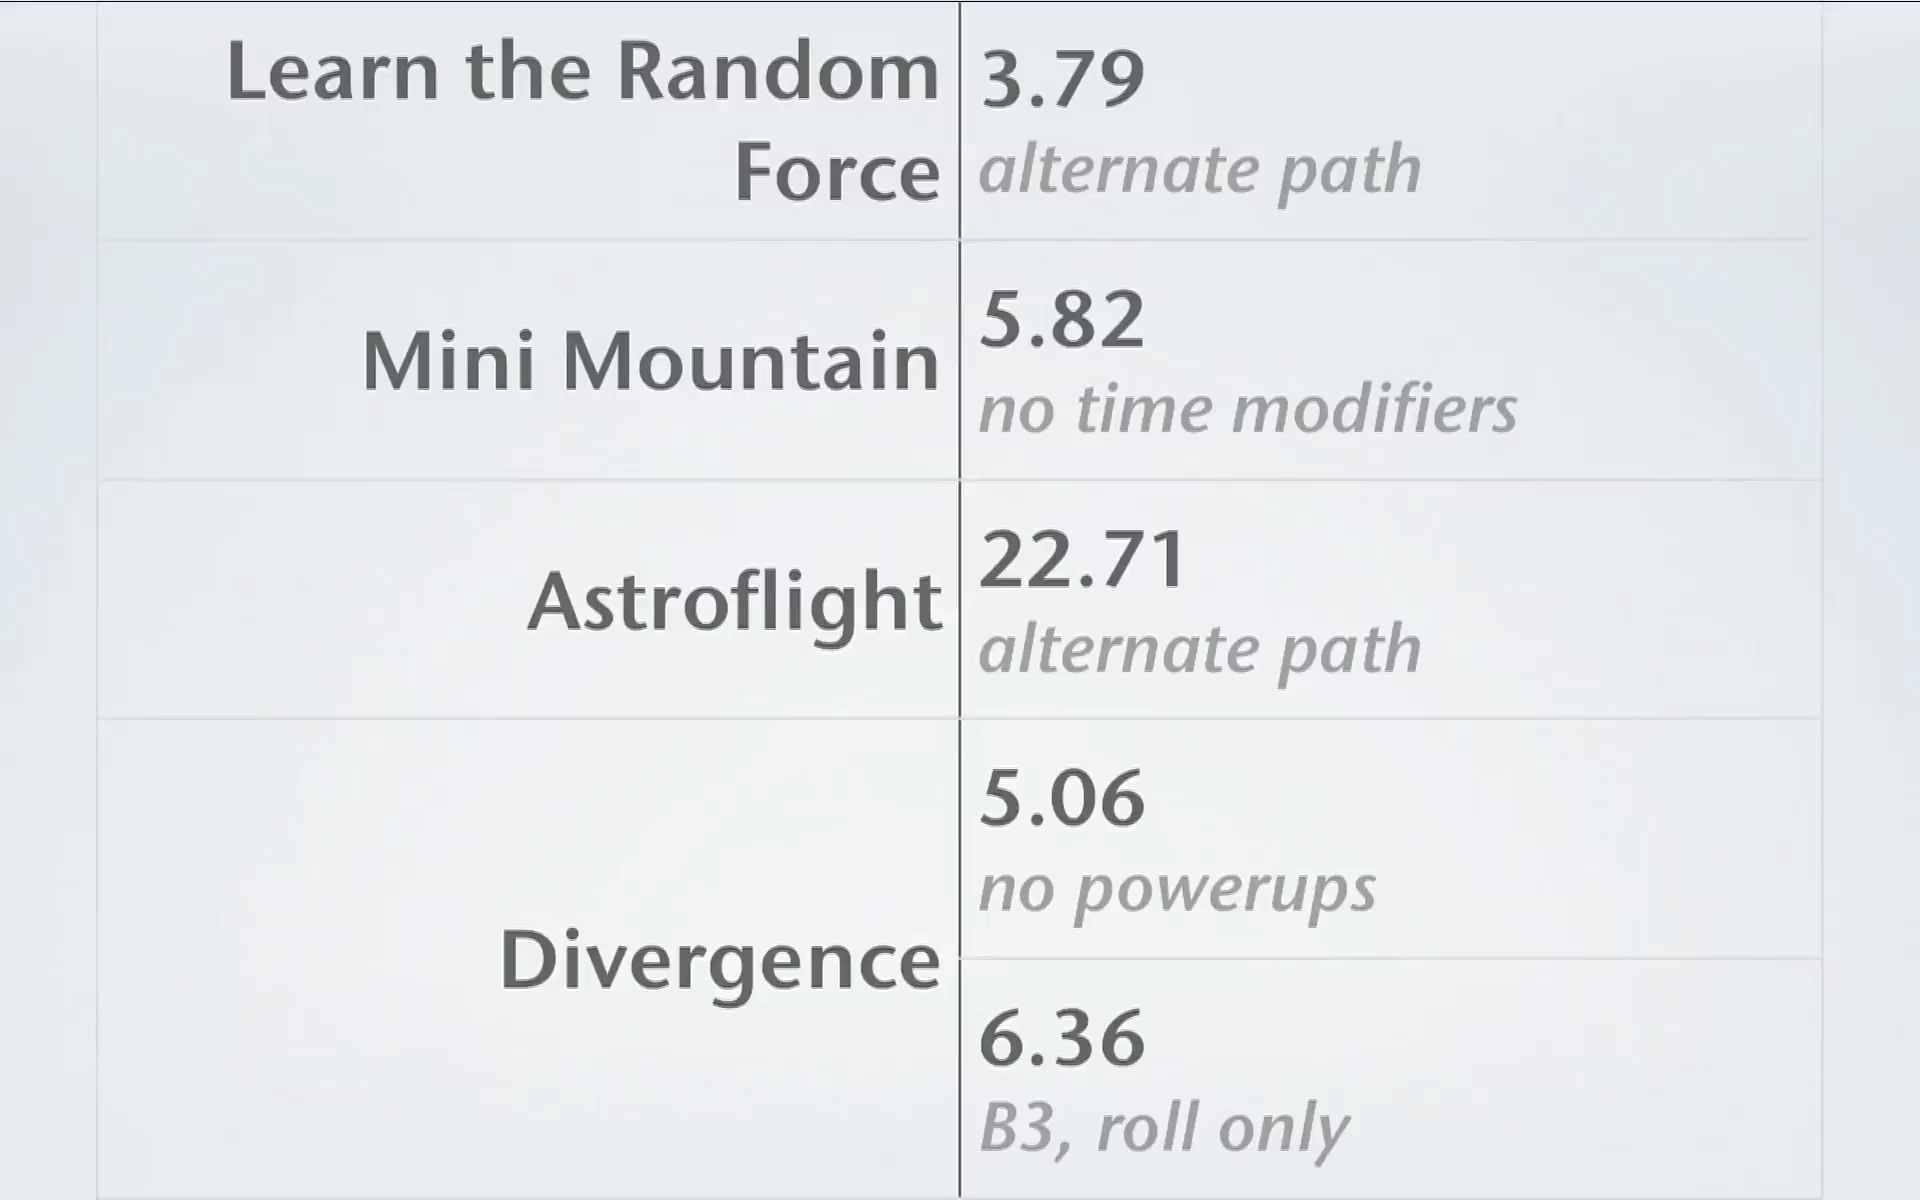 Learn the Random
Force
3.79
alternate path
Mini Mountain
5.82
no time modifiers
Astroflight
22.71
alternate path
Divergence
5.06
no powerups
6.36
B3, roll only